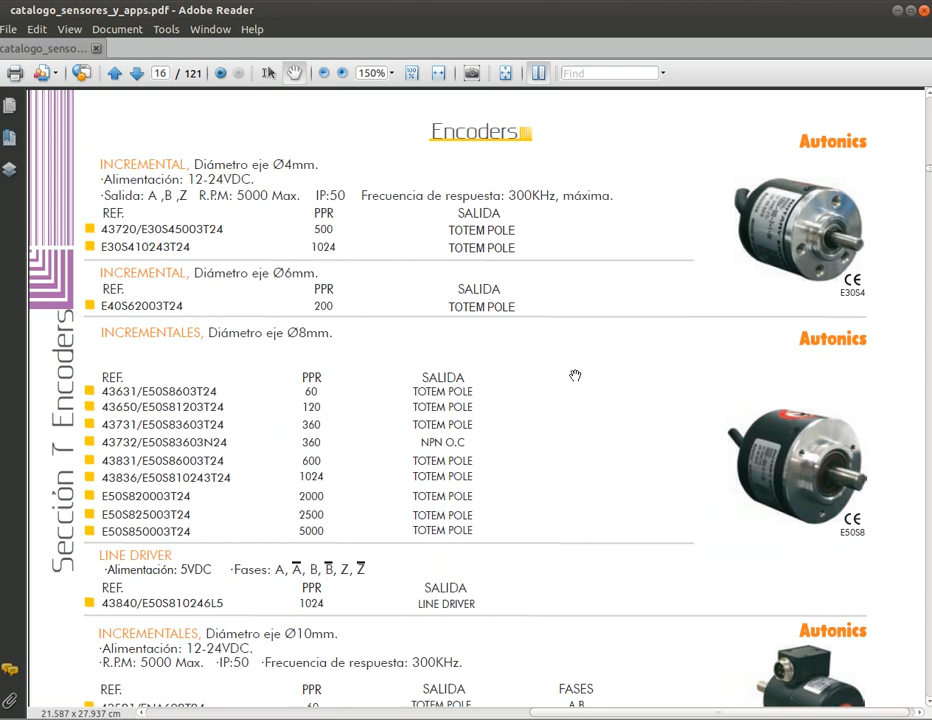 catalogo_sensores_y_apps.pdf - Adobe Reader
File Edit View Document Tools Window Help
catalogo_senso...
16 / 121 150% Find
Encoders
Autonics
INCREMENTAL, Diámetro eje Ø4mm.
·Alimentación: 12-24VDC.
·Salida: A ,B ,Z R.P.M: 5000 Max. IP:50 Frecuencia de respuesta: 300KHz, máxima.
REF. PPR SALIDA
43720/E30S45003T24 500 TOTEM POLE
E30S410243T24 1024 TOTEM POLE
CE
E30S4
INCREMENTAL, Diámetro eje Ø6mm.
REF. PPR SALIDA
E40S62003T24 200 TOTEM POLE
INCREMENTALES, Diámetro eje Ø8mm.
Autonics
REF. PPR SALIDA
43631/E50S8603T24 60 TOTEM POLE
43650/E50S81203T24 120 TOTEM POLE
43731/E50S83603T24 360 TOTEM POLE
43732/E50S83603N24 360 NPN O.C
43831/E50S86003T24 600 TOTEM POLE
43836/E50S810243T24 1024 TOTEM POLE
E50S820003T24 2000 TOTEM POLE
E50S825003T24 2500 TOTEM POLE
E50S850003T24 5000 TOTEM POLE
CE
E50S8
Sección 7 Encoders
LINE DRIVER
·Alimentación: 5VDC ·Fases: A, A̅, B, B̅, Z, Z̅
REF. PPR SALIDA
43840/E50S810246L5 1024 LINE DRIVER
INCREMENTALES, Diámetro eje Ø10mm.
Autonics
·Alimentación: 12-24VDC.
·R.P.M: 5000 Max. ·IP:50 ·Frecuencia de respuesta: 300KHz.
REF. PPR SALIDA FASES
60 TOTEM POLE A,B
21.587 x 27.937 cm